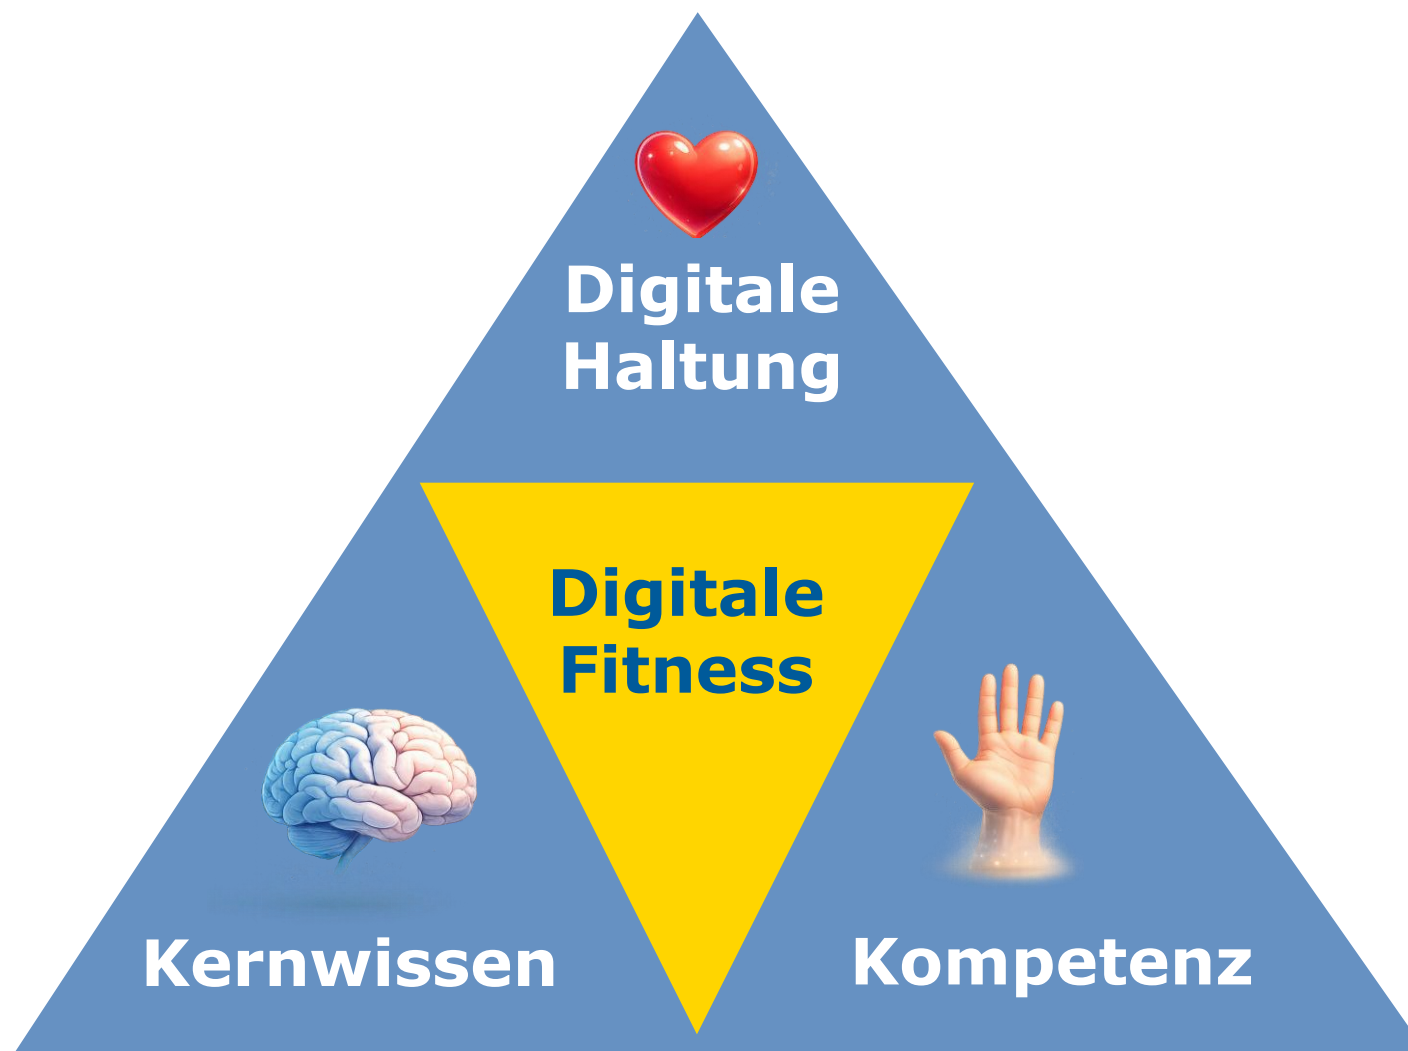 Digitale
Haltung
Digitale
Fitness
Kernwissen
Kompetenz